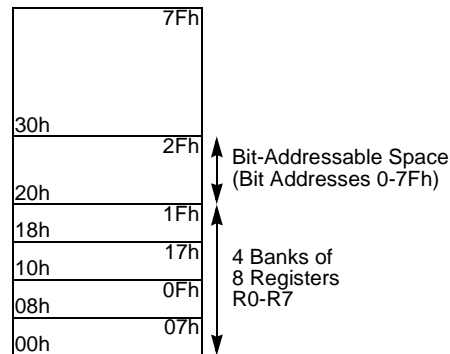 7Fh
30h
2Fh
Bit-Addressable Space
(Bit Addresses 0-7Fh)
20h
1Fh
18h
17h
10h
4 Banks of
8 Registers
R0-R7
0Fh
08h
07h
00h